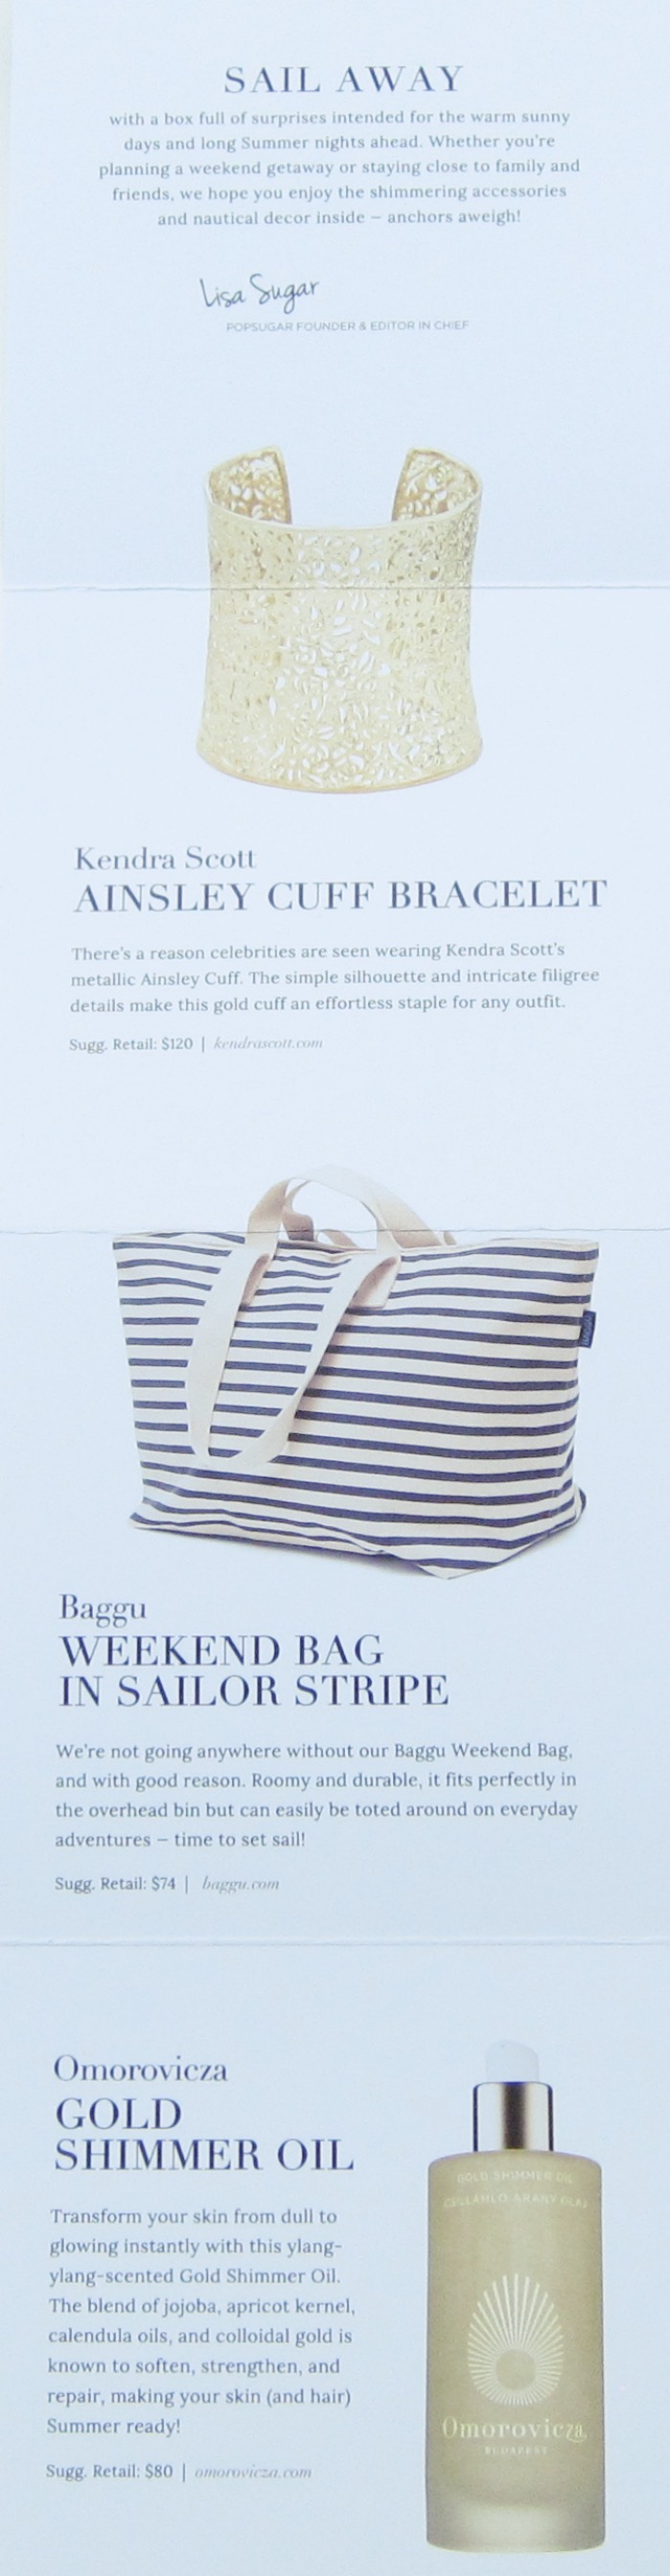 SAIL AWAY
with a box full of surprises intended for the warm sunny
days and long Summer nights ahead. Whether you're
planning a weekend getaway or staying close to family and
friends, we hope you enjoy the shimmering accessories
and nautical decor inside – anchors aweigh!
Lisa Sugar
POPSUGAR FOUNDER & EDITOR IN CHIEF
Kendra Scott
AINSLEY CUFF BRACELET
There's a reason celebrities are seen wearing Kendra Scott's
metallic Ainsley Cuff. The simple silhouette and intricate filigree
details make this gold cuff an effortless staple for any outfit.
Sugg. Retail: $120 | kendrascott.com
Baggu
WEEKEND BAG
IN SAILOR STRIPE
We're not going anywhere without our Baggu Weekend Bag,
and with good reason. Roomy and durable, it fits perfectly in
the overhead bin but can easily be toted around on everyday
adventures – time to set sail!
Sugg. Retail: $74 | baggu.com
Omorovicza
GOLD
SHIMMER OIL
Transform your skin from dull to
glowing instantly with this ylang-
ylang-scented Gold Shimmer Oil.
The blend of jojoba, apricot kernel,
calendula oils, and colloidal gold is
known to soften, strengthen, and
repair, making your skin (and hair)
Summer ready!
Sugg. Retail: $80 | omorovicza.com
GOLD SHIMMER OIL
ARANY OLAJ
Omorovicza
BUDAPEST